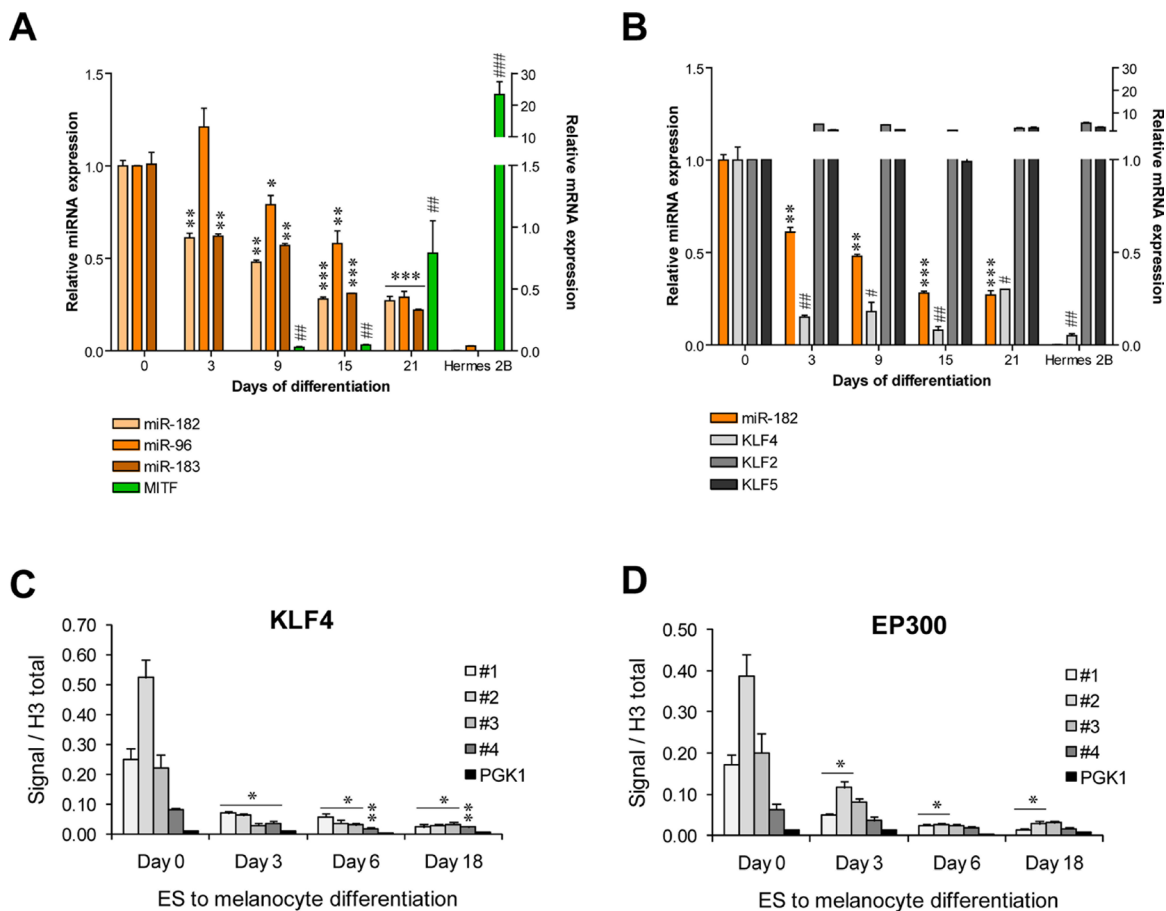 A
Relative miRNA expression
1.5
1.0
0.5
0.0
** ** ** * ** *** ** *** ***
## ## ## ###
30
20
10
1.5
1.0
0.5
0.0
Relative mRNA expression
0 3 9 15 21 Hermes 2B
Days of differentiation
miR-182
miR-96
miR-183
MITF
B
Relative miRNA expression
1.5
1.0
0.5
0.0
** ** *** ***
## # ## # ##
30
20
10
1.0
0.5
0.0
Relative mRNA expression
0 3 9 15 21 Hermes 2B
Days of differentiation
miR-182
KLF4
KLF2
KLF5
C
KLF4
Signal / H3 total
0.70
0.60
0.50
0.40
0.30
0.20
0.10
0.00
* * ** * **
#1
#2
#3
#4
PGK1
Day 0 Day 3 Day 6 Day 18
ES to melanocyte differentiation
D
EP300
Signal / H3 total
0.50
0.40
0.30
0.20
0.10
0.00
* * *
#1
#2
#3
#4
PGK1
Day 0 Day 3 Day 6 Day 18
ES to melanocyte differentiation